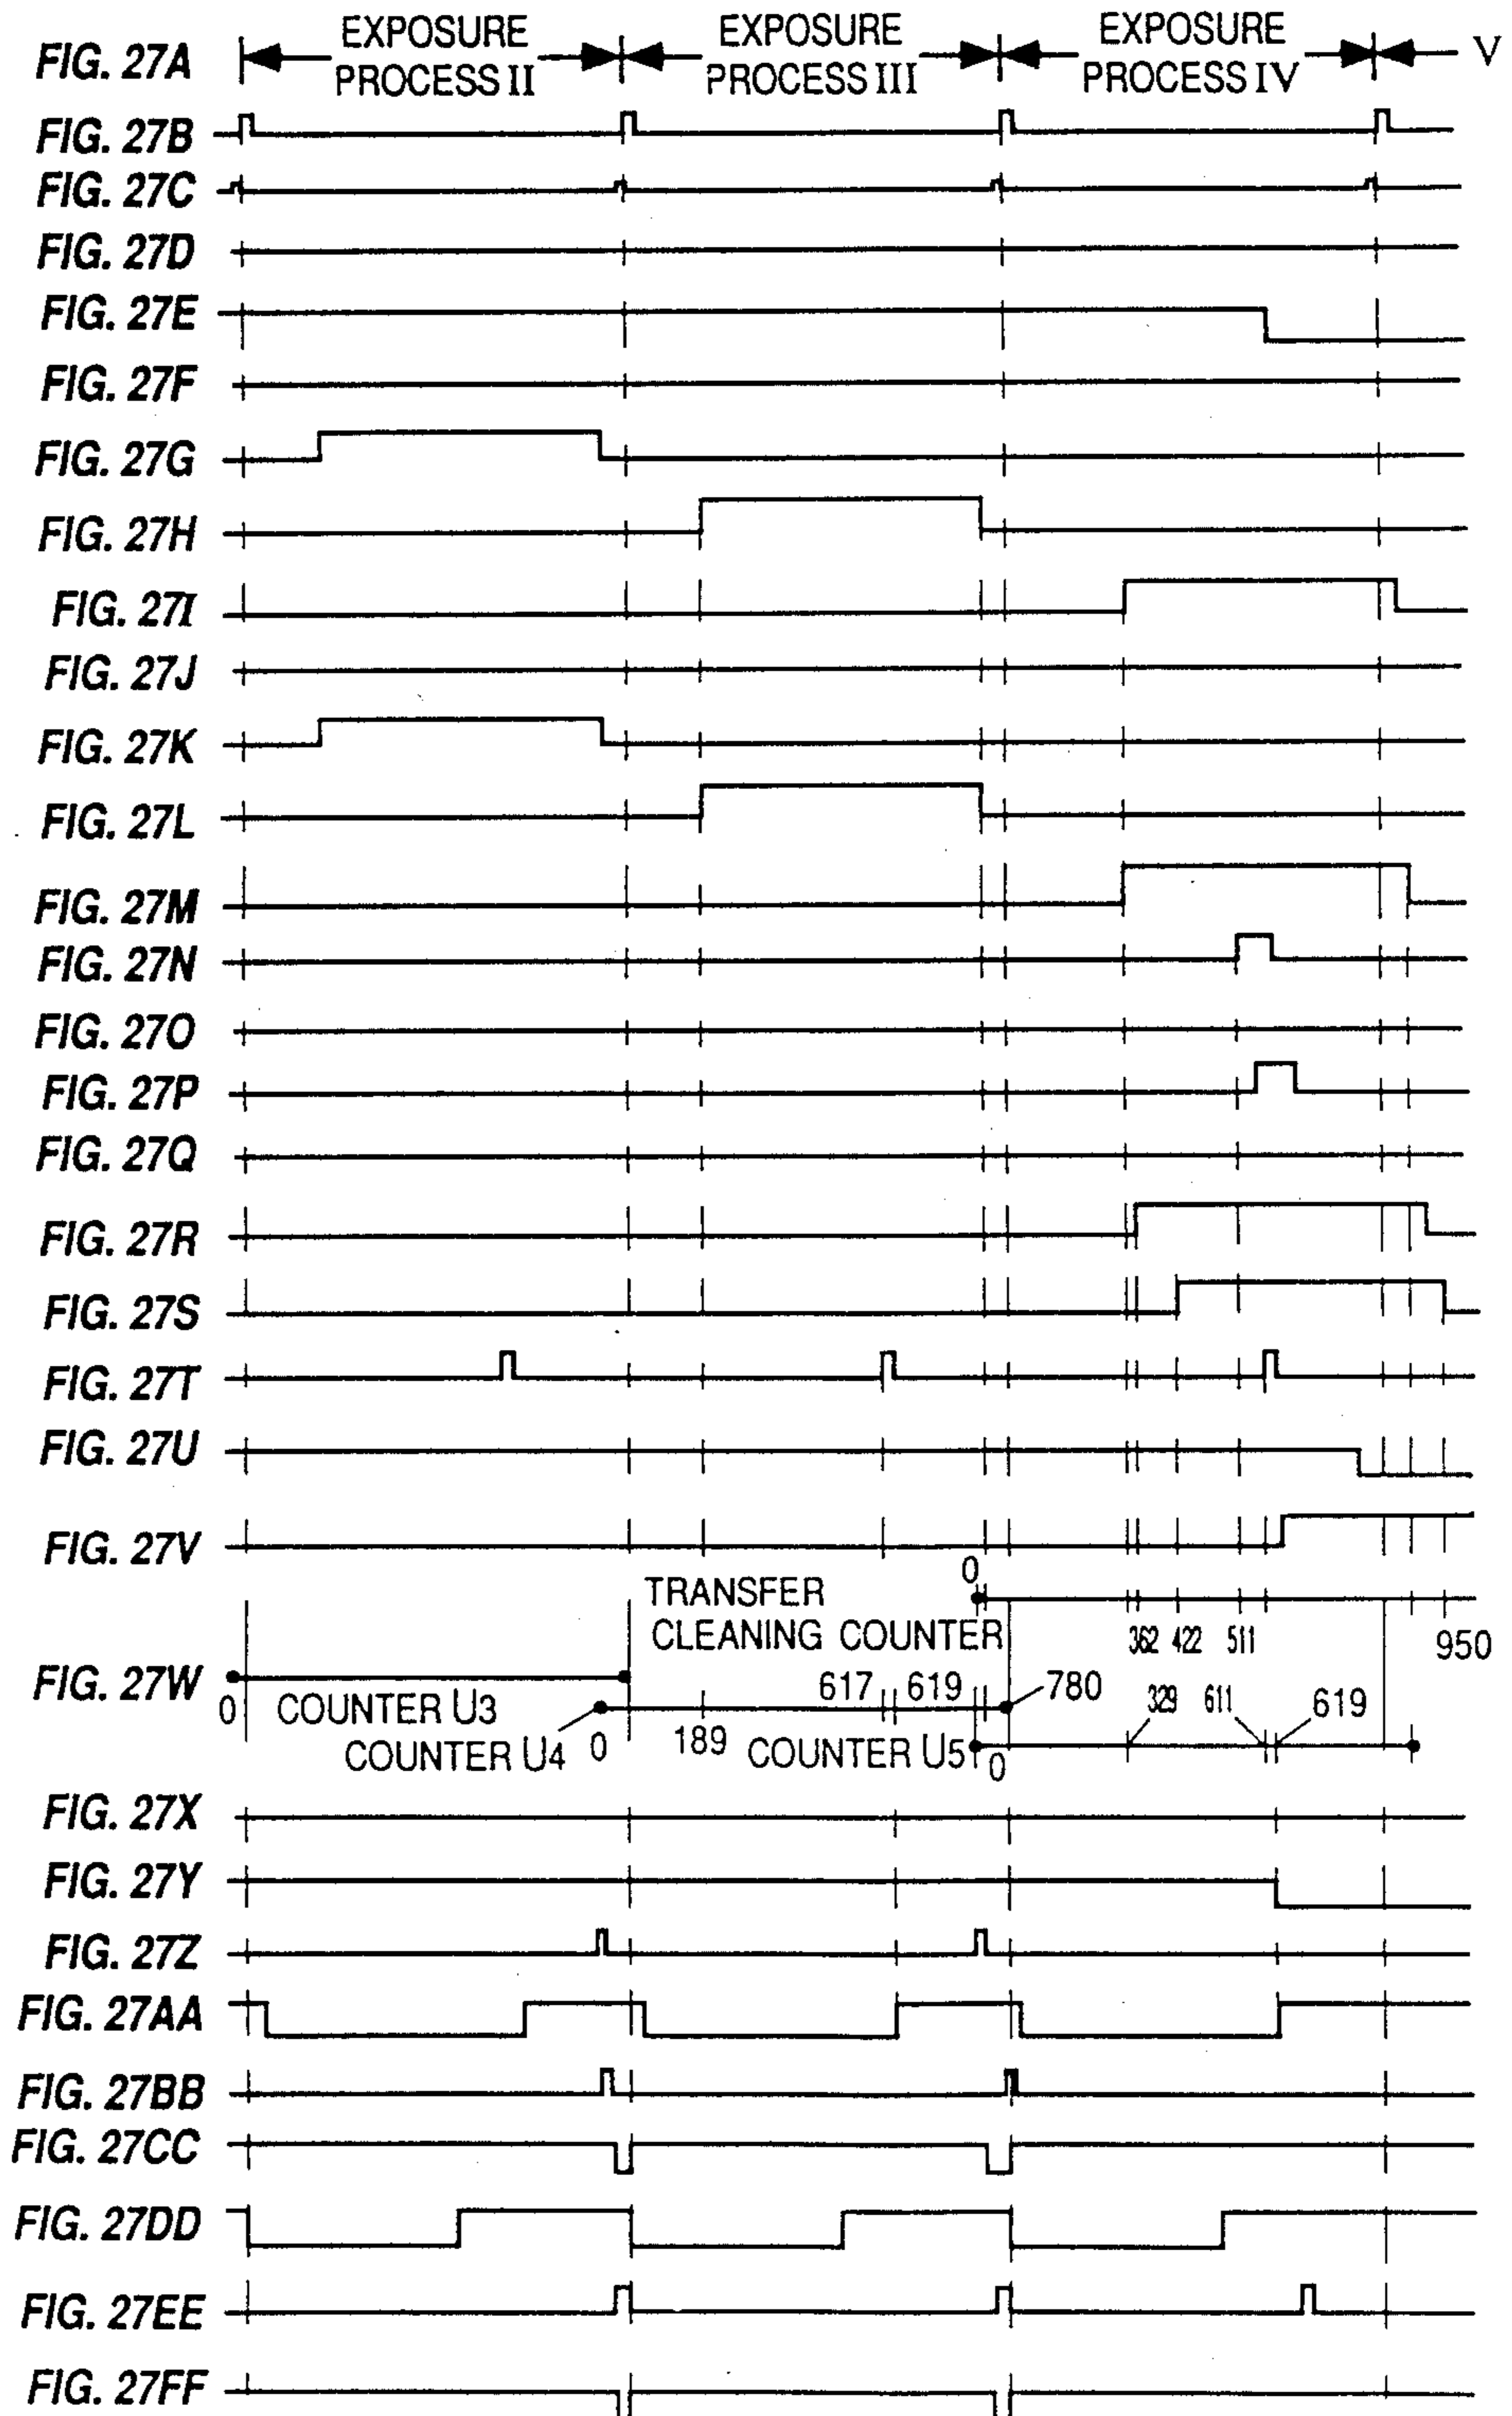 FIG. 27A
EXPOSURE
PROCESS II
EXPOSURE
PROCESS III
EXPOSURE
PROCESS IV
V
FIG. 27B
FIG. 27C
FIG. 27D
FIG. 27E
FIG. 27F
FIG. 27G
FIG. 27H
FIG. 27I
FIG. 27J
FIG. 27K
FIG. 27L
FIG. 27M
FIG. 27N
FIG. 27O
FIG. 27P
FIG. 27Q
FIG. 27R
FIG. 27S
FIG. 27T
FIG. 27U
FIG. 27V
0
TRANSFER
CLEANING COUNTER
362 422 511
950
FIG. 27W
0
COUNTER U3
617
619
780
329
611
619
COUNTER U4
0
189
COUNTER U5
0
FIG. 27X
FIG. 27Y
FIG. 27Z
FIG. 27AA
FIG. 27BB
FIG. 27CC
FIG. 27DD
FIG. 27EE
FIG. 27FF